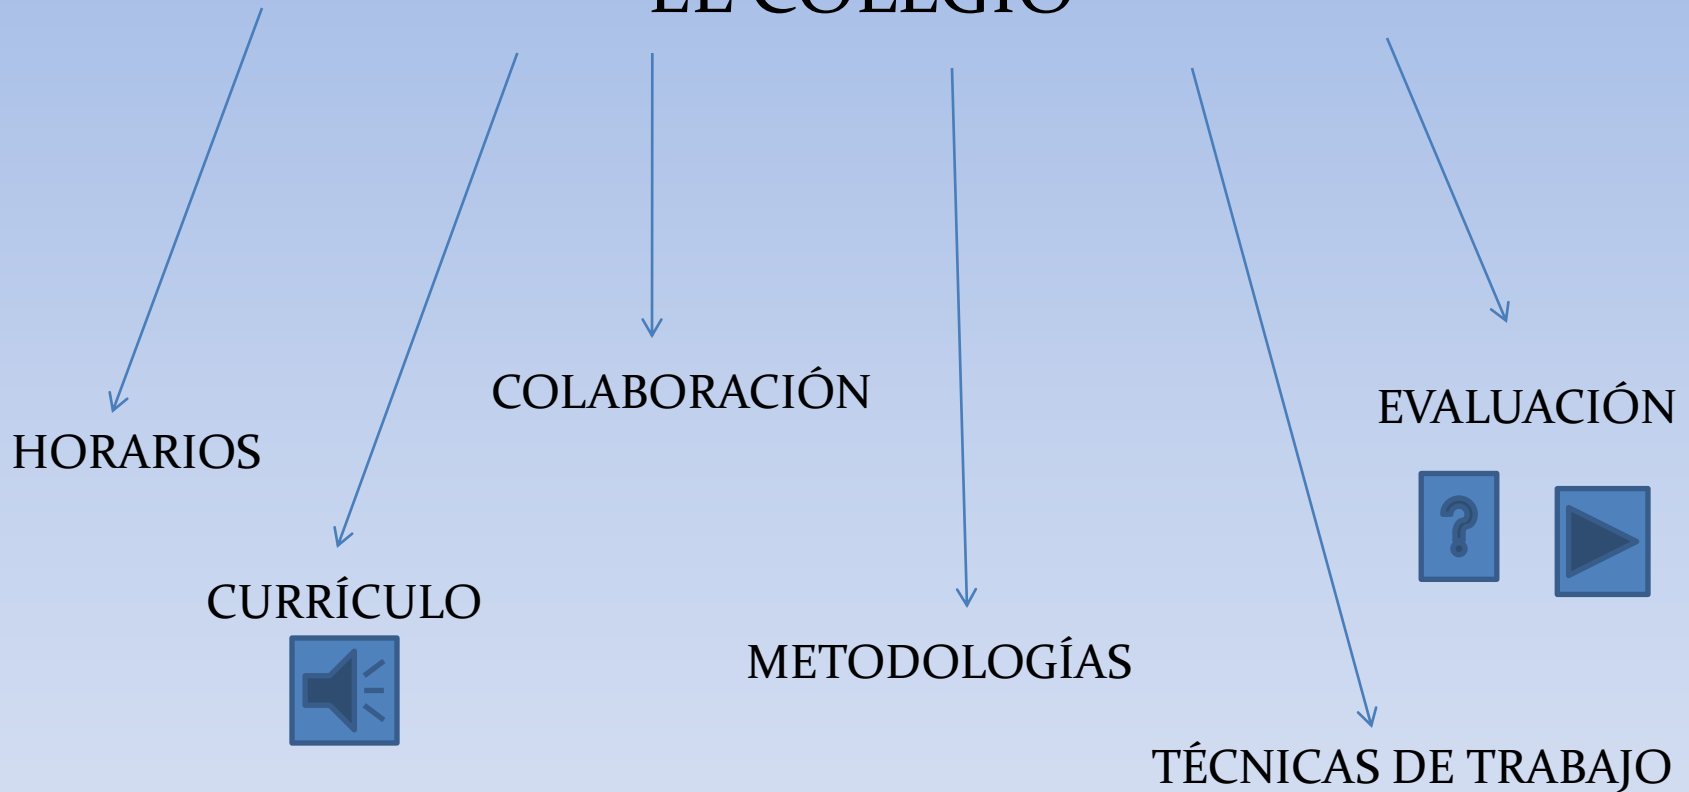 EL COLEGIO
COLABORACIÓN
EVALUACIÓN
HORARIOS
CURRÍCULO
METODOLOGÍAS
TÉCNICAS DE TRABAJO